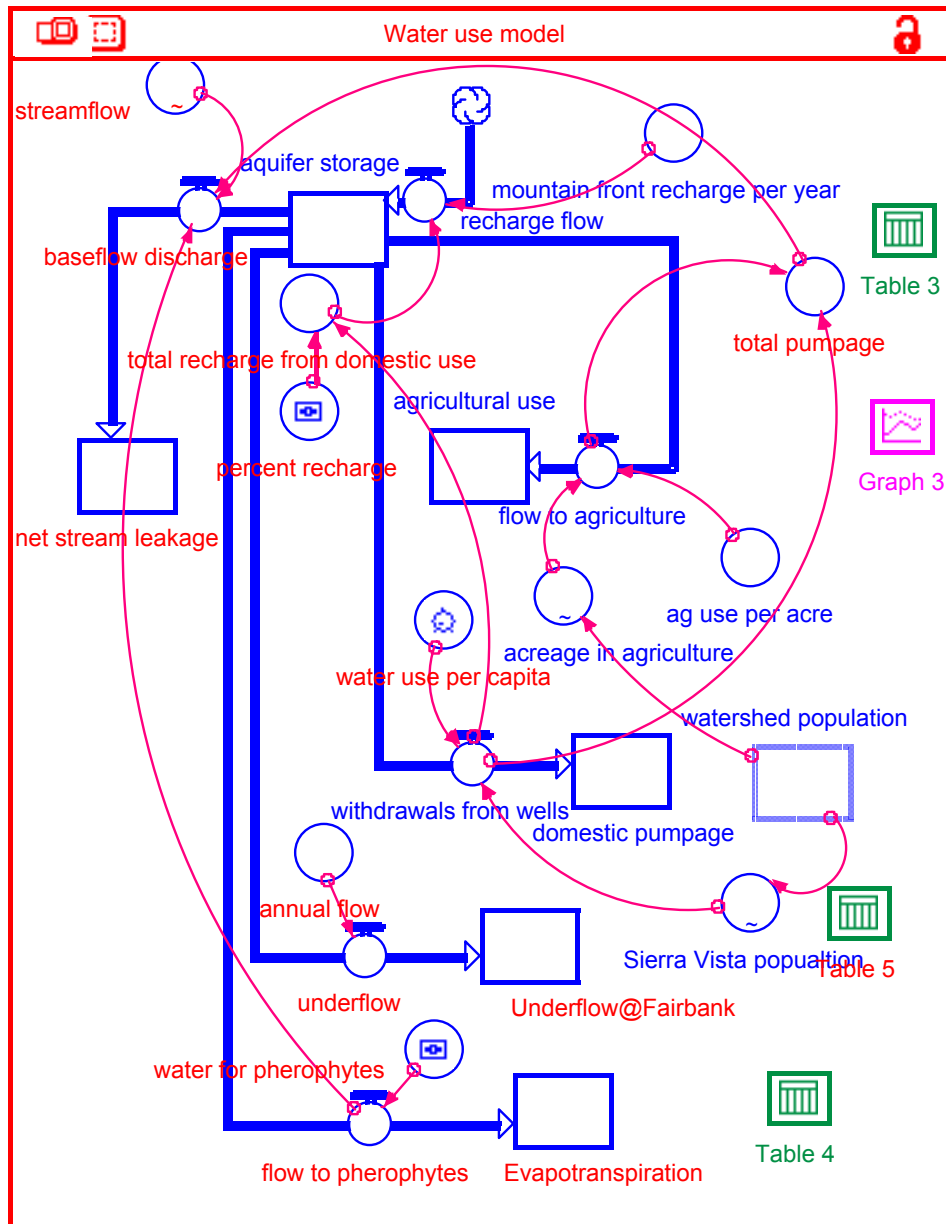 Water use model
streamflow
aquifer storage
mountain front recharge per year
recharge flow
baseflow discharge
Table 3
total pumpage
total recharge from domestic use
agricultural use
percent recharge
Graph 3
flow to agriculture
net stream leakage
ag use per acre
acreage in agriculture
water use per capita
watershed population
withdrawals from wells
domestic pumpage
annual flow
Sierra Vista popualtion
Table 5
underflow
Underflow@Fairbank
water for pherophytes
Table 4
flow to pherophytes
Evapotranspiration